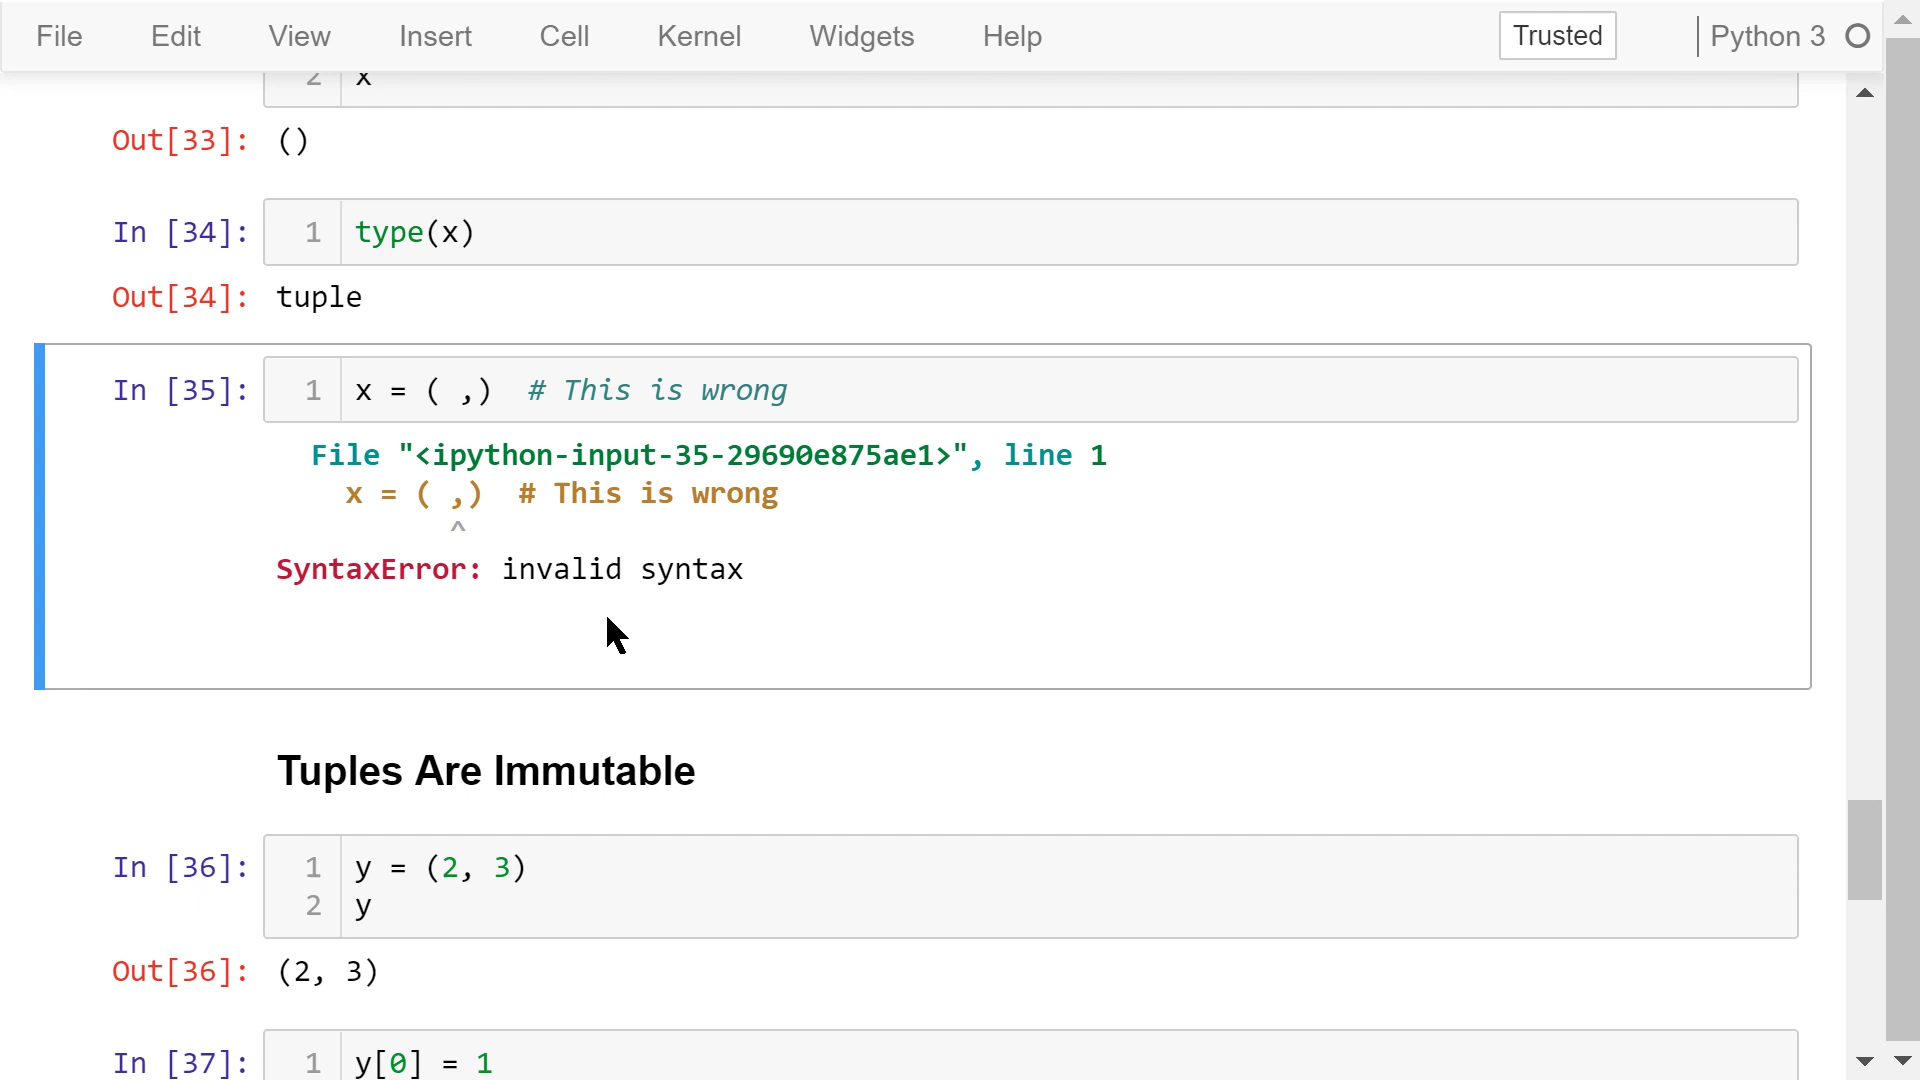 File Edit View Insert Cell Kernel Widgets Help Trusted Python 3
2 x
Out[33]: ()
In [34]: 1 type(x)
Out[34]: tuple
In [35]: 1 x = ( ,)  # This is wrong
File "<ipython-input-35-29690e875ae1>", line 1
x = ( ,)  # This is wrong
^
SyntaxError: invalid syntax
Tuples Are Immutable
In [36]: 1 y = (2, 3)
2 y
Out[36]: (2, 3)
In [37]: 1 y[0] = 1